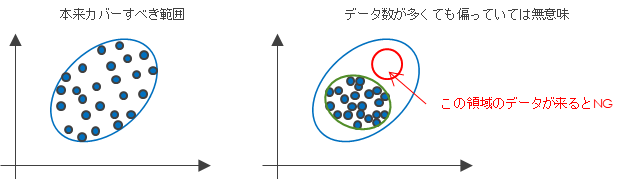 本来カバーすべき範囲
データ数が多くても偏っていては無意味
この領域のデータが来るとNG